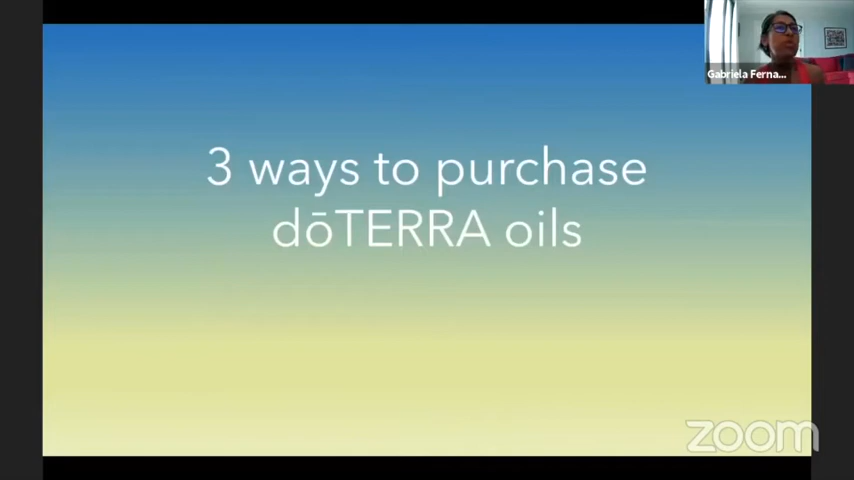 Gabriela Ferna...
3 ways to purchase
dōTERRA oils
zoom